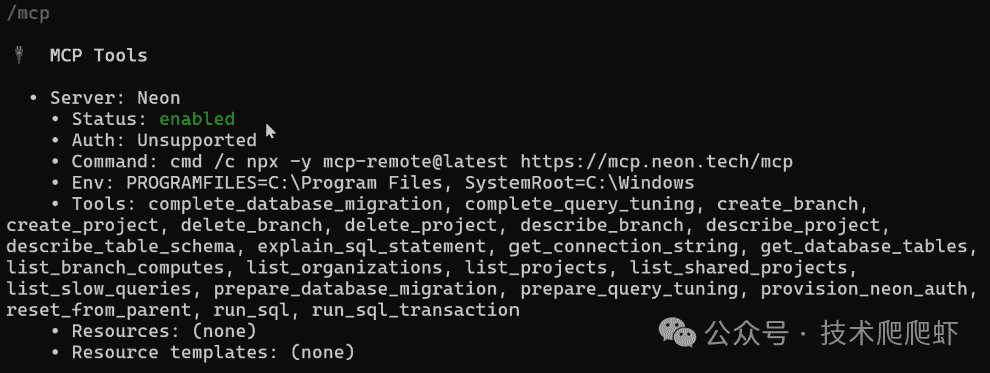 /mcp
MCP Tools
• Server: Neon
• Status: enabled
• Auth: Unsupported
• Command: cmd /c npx -y mcp-remote@latest https://mcp.neon.tech/mcp
• Env: PROGRAMFILES=C:\Program Files, SystemRoot=C:\Windows
• Tools: complete_database_migration, complete_query_tuning, create_branch,
create_project, delete_branch, delete_project, describe_branch, describe_project,
describe_table_schema, explain_sql_statement, get_connection_string, get_database_tables,
list_branch_computes, list_organizations, list_projects, list_shared_projects,
list_slow_queries, prepare_database_migration, prepare_query_tuning, provision_neon_auth,
reset_from_parent, run_sql, run_sql_transaction
• Resources: (none)
• Resource templates: (none)
公众号 · 技术爬爬虾